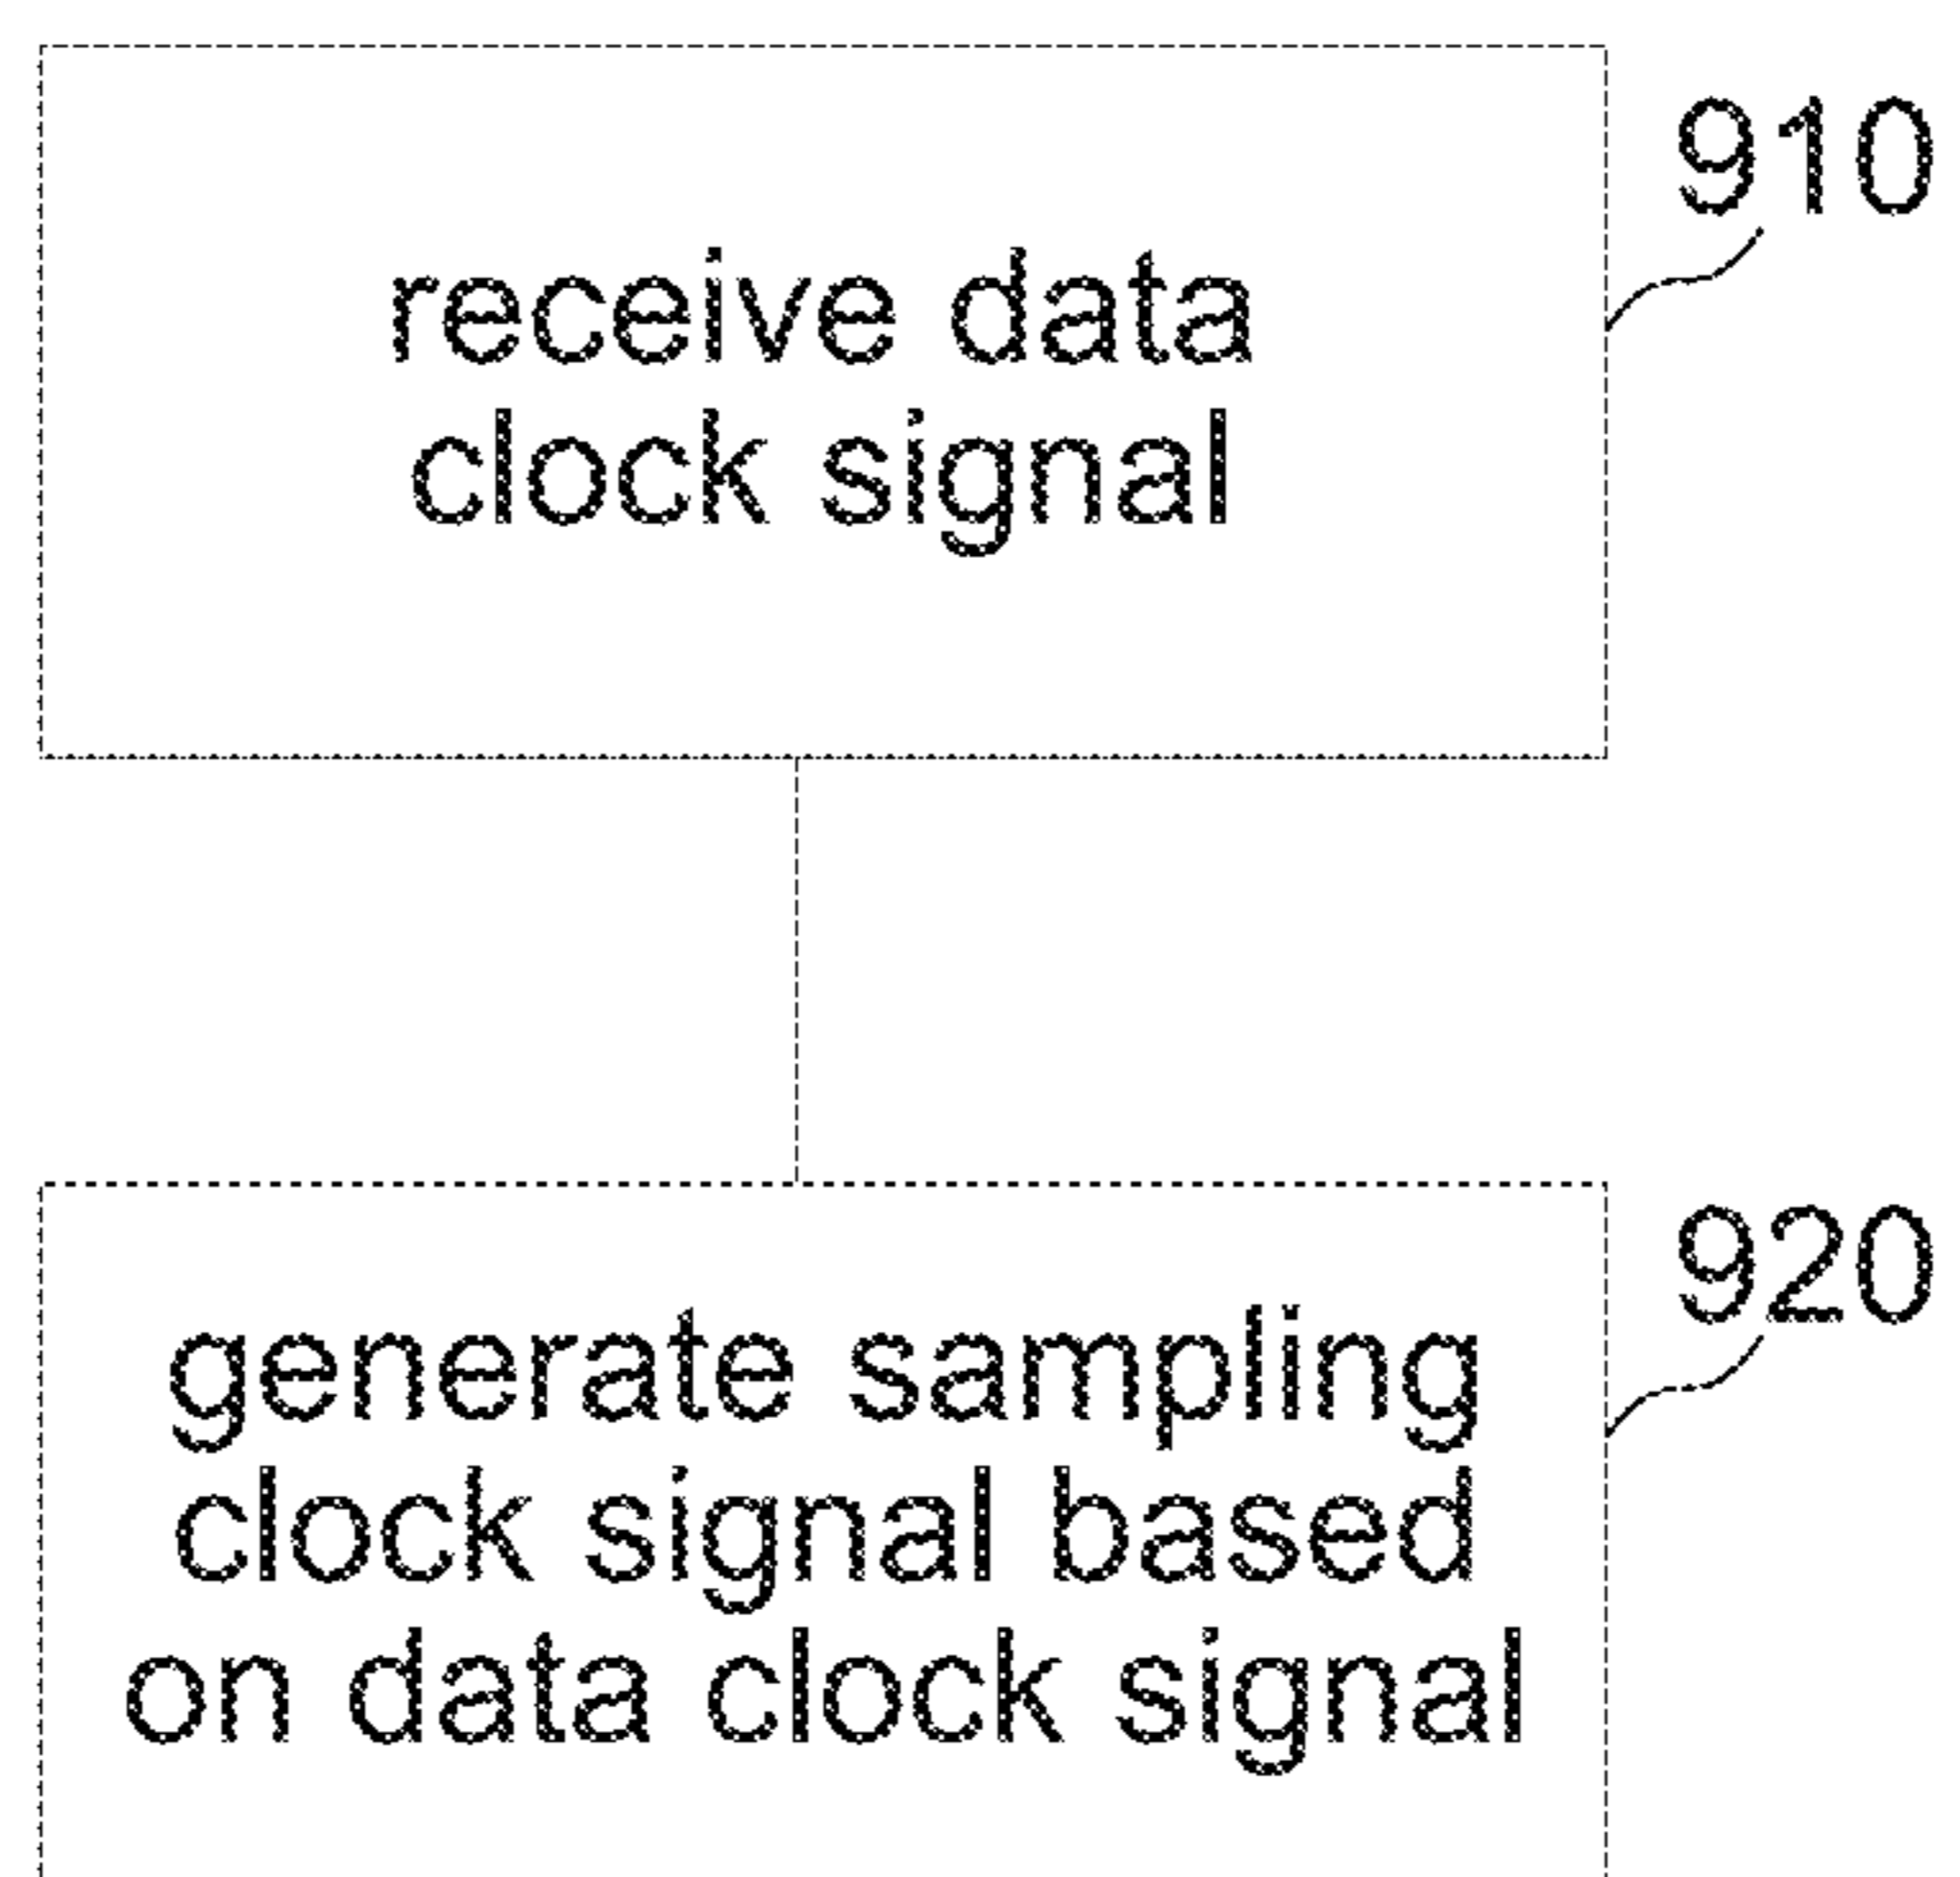 910
receive data
clock signal
920
generate sampling
clock signal based
on data clock signal